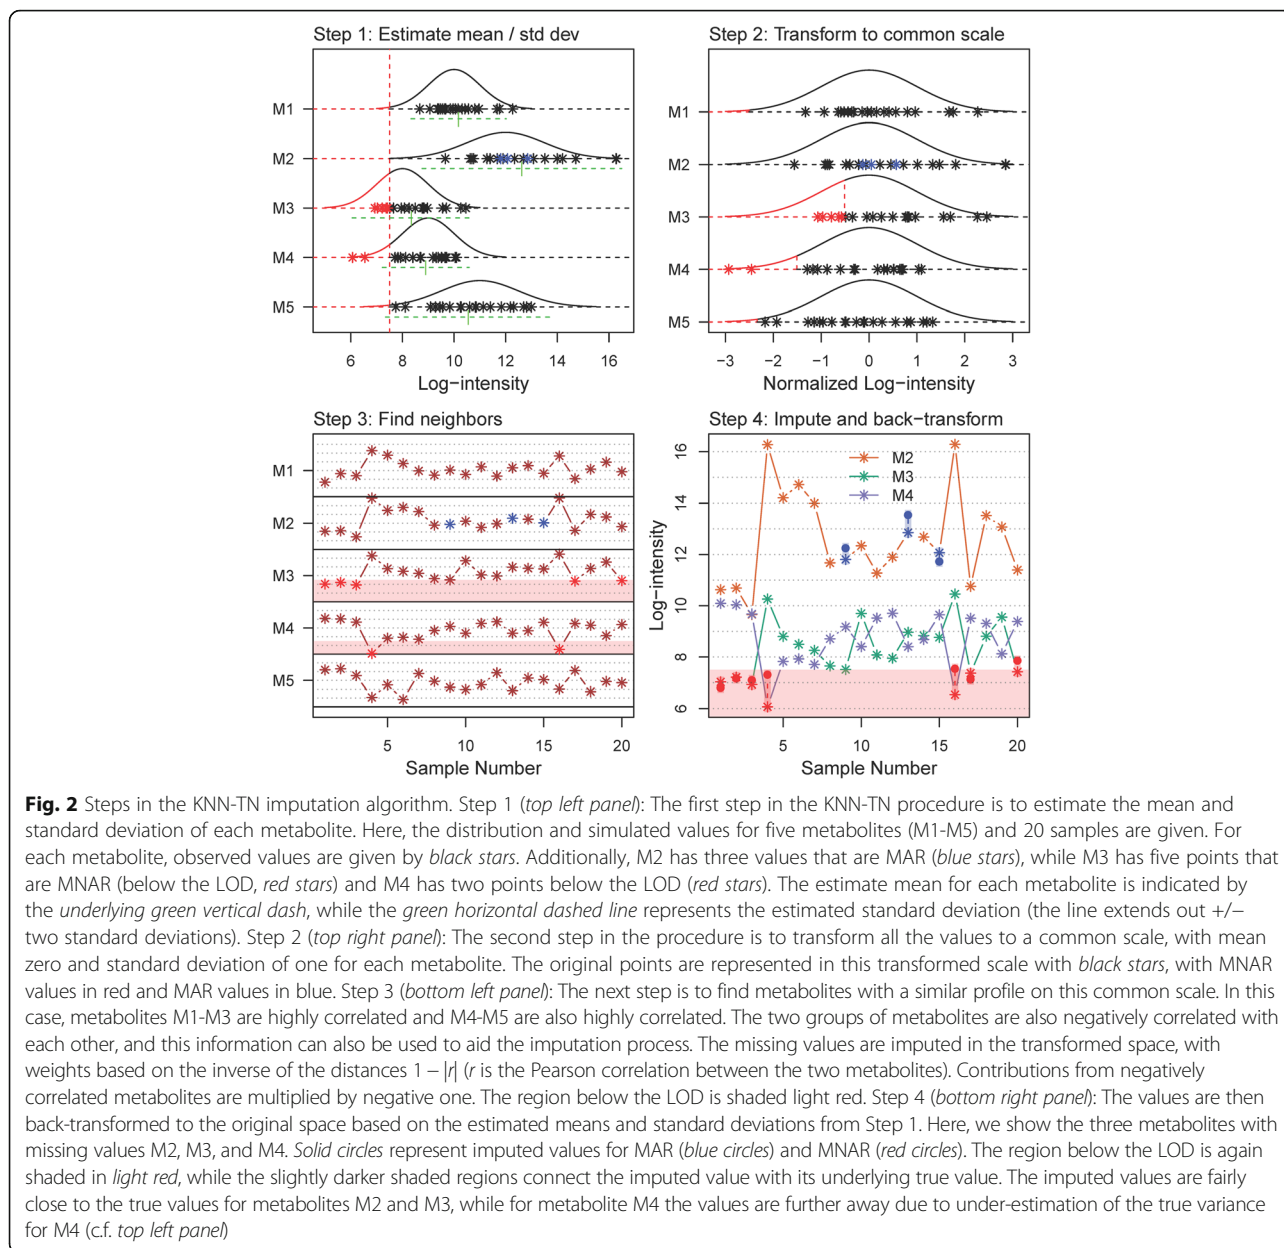 Step 1: Estimate mean / std dev
M1
M2
M3
M4
M5
6 8 10 12 14 16
Log−intensity
Step 2: Transform to common scale
M1
M2
M3
M4
M5
−3 −2 −1 0 1 2 3
Normalized Log−intensity
Step 3: Find neighbors
M1
M2
M3
M4
M5
5 10 15 20
Sample Number
Step 4: Impute and back−transform
Log−intensity
16
14
12
10
8
6
M2
M3
M4
5 10 15 20
Sample Number
Fig. 2 Steps in the KNN-TN imputation algorithm. Step 1 (top left panel): The first step in the KNN-TN procedure is to estimate the mean and
standard deviation of each metabolite. Here, the distribution and simulated values for five metabolites (M1-M5) and 20 samples are given. For
each metabolite, observed values are given by black stars. Additionally, M2 has three values that are MAR (blue stars), while M3 has five points that
are MNAR (below the LOD, red stars) and M4 has two points below the LOD (red stars). The estimate mean for each metabolite is indicated by
the underlying green vertical dash, while the green horizontal dashed line represents the estimated standard deviation (the line extends out +/−
two standard deviations). Step 2 (top right panel): The second step in the procedure is to transform all the values to a common scale, with mean
zero and standard deviation of one for each metabolite. The original points are represented in this transformed scale with black stars, with MNAR
values in red and MAR values in blue. Step 3 (bottom left panel): The next step is to find metabolites with a similar profile on this common scale. In this
case, metabolites M1-M3 are highly correlated and M4-M5 are also highly correlated. The two groups of metabolites are also negatively correlated with
each other, and this information can also be used to aid the imputation process. The missing values are imputed in the transformed space, with
weights based on the inverse of the distances 1 − |r| (r is the Pearson correlation between the two metabolites). Contributions from negatively
correlated metabolites are multiplied by negative one. The region below the LOD is shaded light red. Step 4 (bottom right panel): The values are then
back-transformed to the original space based on the estimated means and standard deviations from Step 1. Here, we show the three metabolites with
missing values M2, M3, and M4. Solid circles represent imputed values for MAR (blue circles) and MNAR (red circles). The region below the LOD is again
shaded in light red, while the slightly darker shaded regions connect the imputed value with its underlying true value. The imputed values are fairly
close to the true values for metabolites M2 and M3, while for metabolite M4 the values are further away due to under-estimation of the true variance
for M4 (c.f. top left panel)